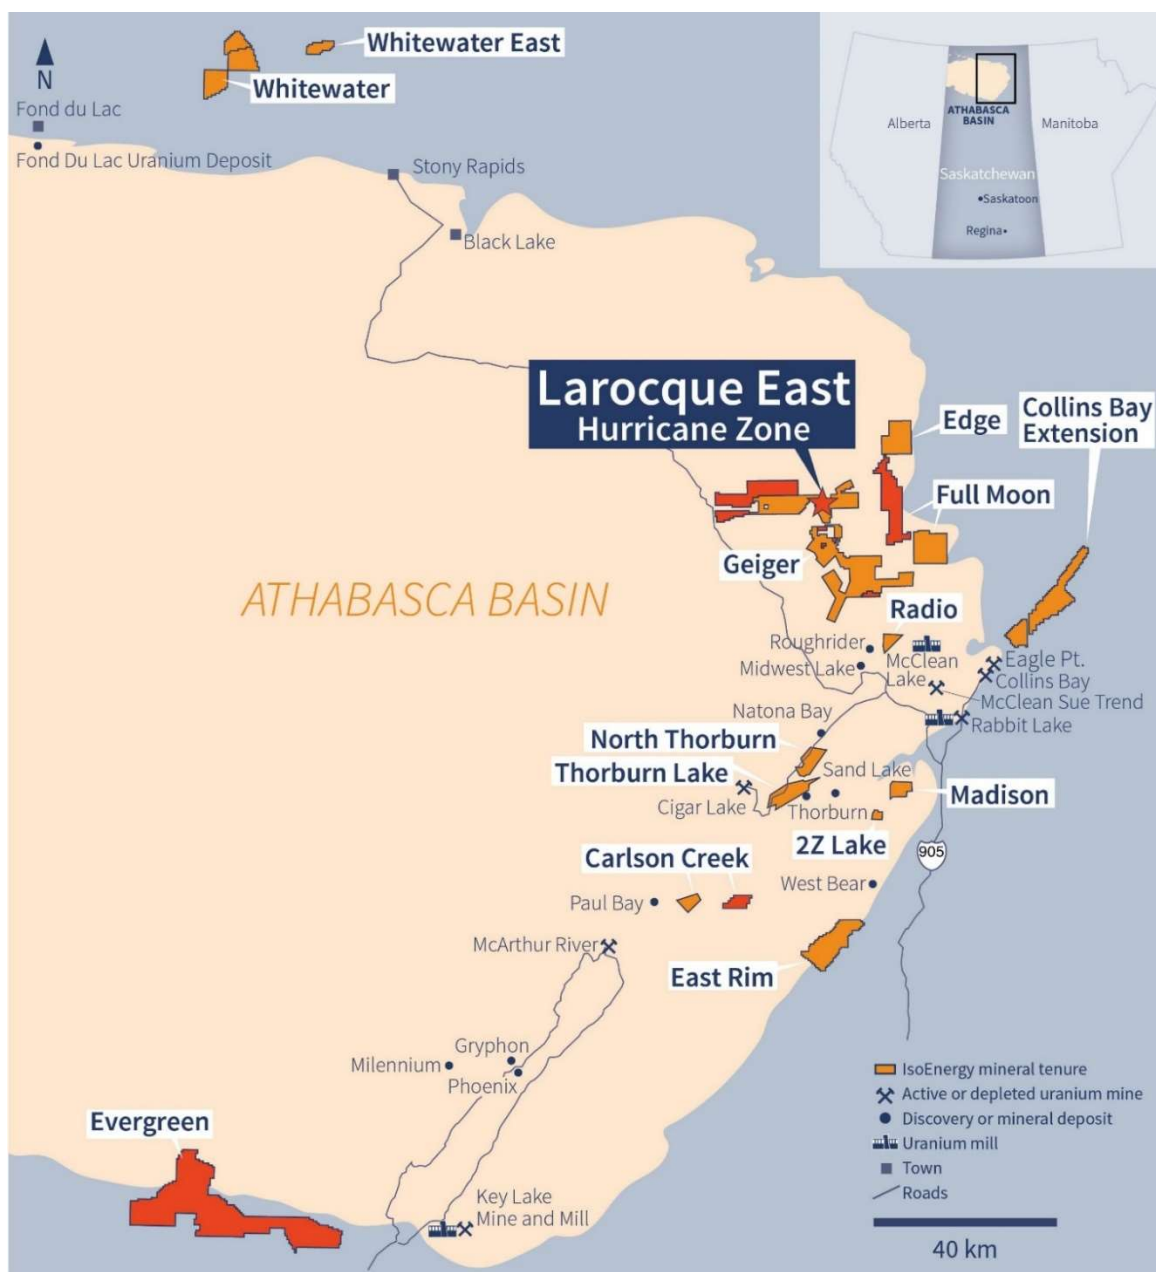 Whitewater East
N
Whitewater
Fond du Lac
Fond Du Lac Uranium Deposit
Stony Rapids
Black Lake
Alberta
ATHABASCA
BASIN
Manitoba
Saskatchewan
Saskatoon
Regina
Larocque East
Hurricane Zone
Edge
Collins Bay
Extension
Full Moon
Geiger
ATHABASCA BASIN
Radio
Roughrider
Midwest Lake
McClean
Lake
Eagle Pt.
Collins Bay
McClean Sue Trend
Rabbit Lake
Natona Bay
North Thorburn
Thorburn Lake
Sand Lake
Cigar Lake
Thorburn
Madison
2Z Lake
905
Carlson Creek
West Bear
Paul Bay
McArthur River
East Rim
Gryphon
Milennium
Phoenix
Evergreen
Key Lake
Mine and Mill
IsoEnergy mineral tenure
Active or depleted uranium mine
Discovery or mineral deposit
Uranium mill
Town
Roads
40 km